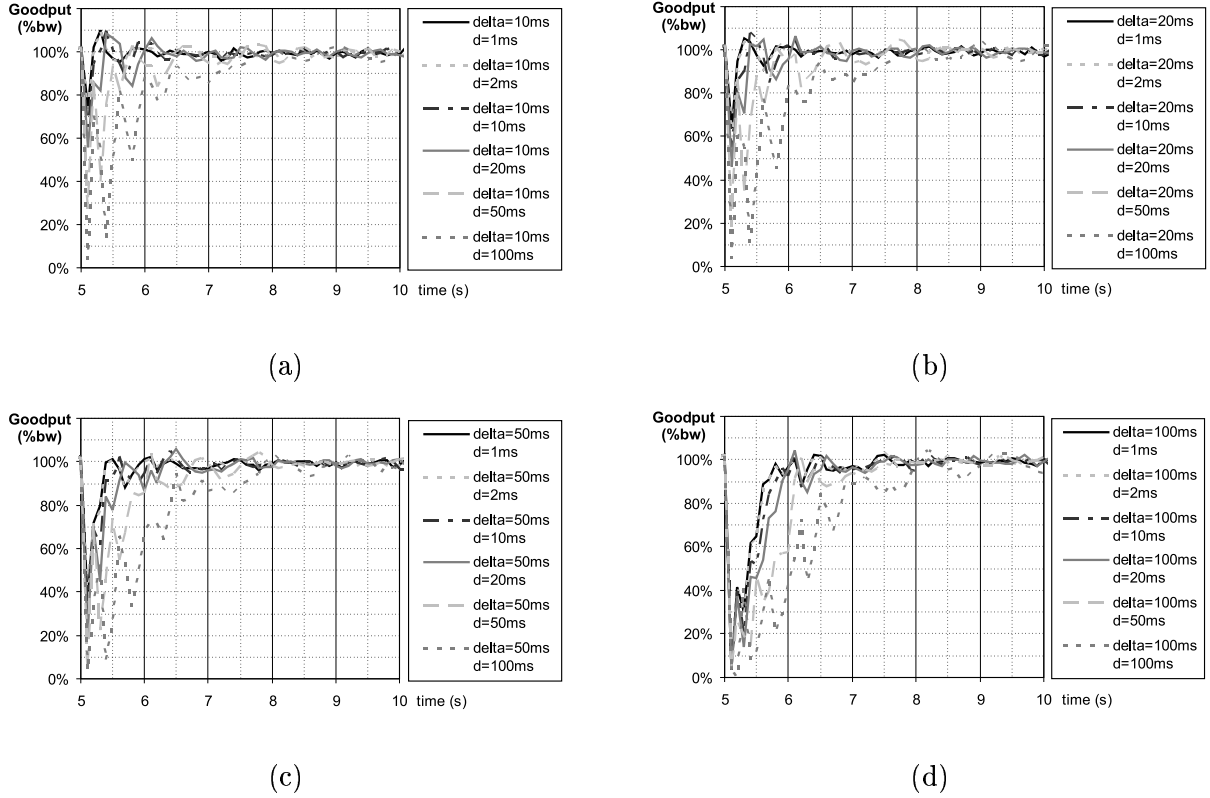 Goodput
(%bw)
100%
80%
60%
40%
20%
0%
5 6 7 8 9 10 time (s)
delta=10ms
d=1ms
delta=10ms
d=2ms
delta=10ms
d=10ms
delta=10ms
d=20ms
delta=10ms
d=50ms
delta=10ms
d=100ms
(a)
Goodput
(%bw)
100%
80%
60%
40%
20%
0%
5 6 7 8 9 10 time (s)
delta=20ms
d=1ms
delta=20ms
d=2ms
delta=20ms
d=10ms
delta=20ms
d=20ms
delta=20ms
d=50ms
delta=20ms
d=100ms
(b)
Goodput
(%bw)
100%
80%
60%
40%
20%
0%
5 6 7 8 9 10 time (s)
delta=50ms
d=1ms
delta=50ms
d=2ms
delta=50ms
d=10ms
delta=50ms
d=20ms
delta=50ms
d=50ms
delta=50ms
d=100ms
(c)
Goodput
(%bw)
100%
80%
60%
40%
20%
0%
5 6 7 8 9 10 time (s)
delta=100ms
d=1ms
delta=100ms
d=2ms
delta=100ms
d=10ms
delta=100ms
d=20ms
delta=100ms
d=50ms
delta=100ms
d=100ms
(d)